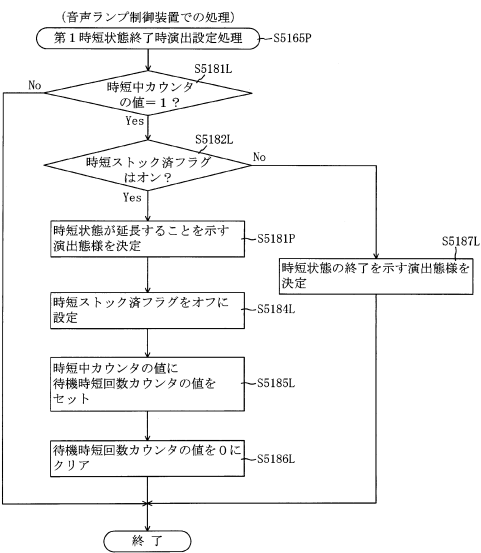 (音声ランプ制御装置での処理)
第1時短状態終了時演出設定処理
S5165P
S5181L
時短中カウンタ
の値=1?
No
Yes
S5182L
時短ストック済フラグ
はオン?
No
Yes
時短状態が延長することを示す
演出態様を決定
S5181P
S5187L
時短状態の終了を示す演出態様を
決定
時短ストック済フラグをオフに
設定
S5184L
時短中カウンタの値に
待機時短回数カウンタの値を
セット
S5185L
待機時短回数カウンタの値を0に
クリア
S5186L
終了